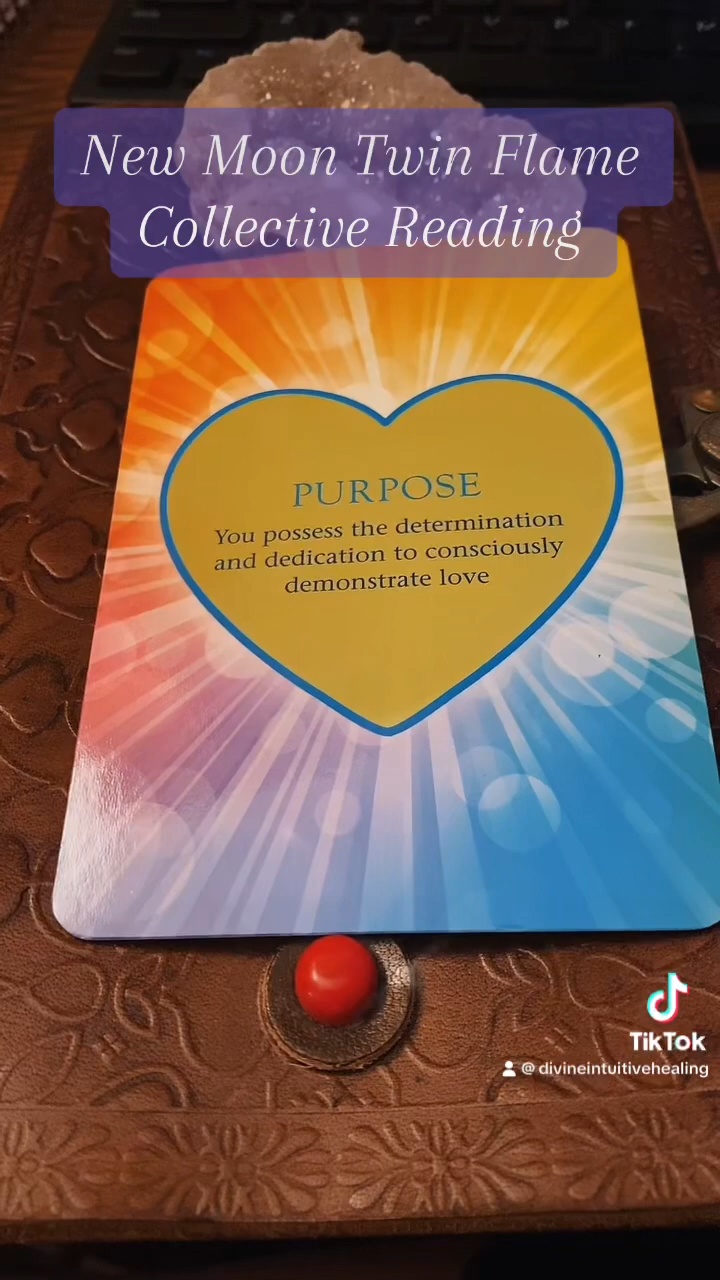 New Moon Twin Flame
Collective Reading
PURPOSE
You possess the determination
and dedication to consciously
demonstrate love
TikTok
@divineintuitivehealing